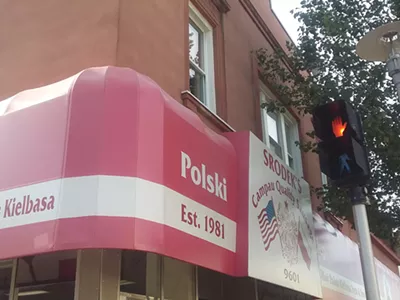 Kielbasa
Polski
Est. 1981
SRODEK'S
Campau Quality
9601